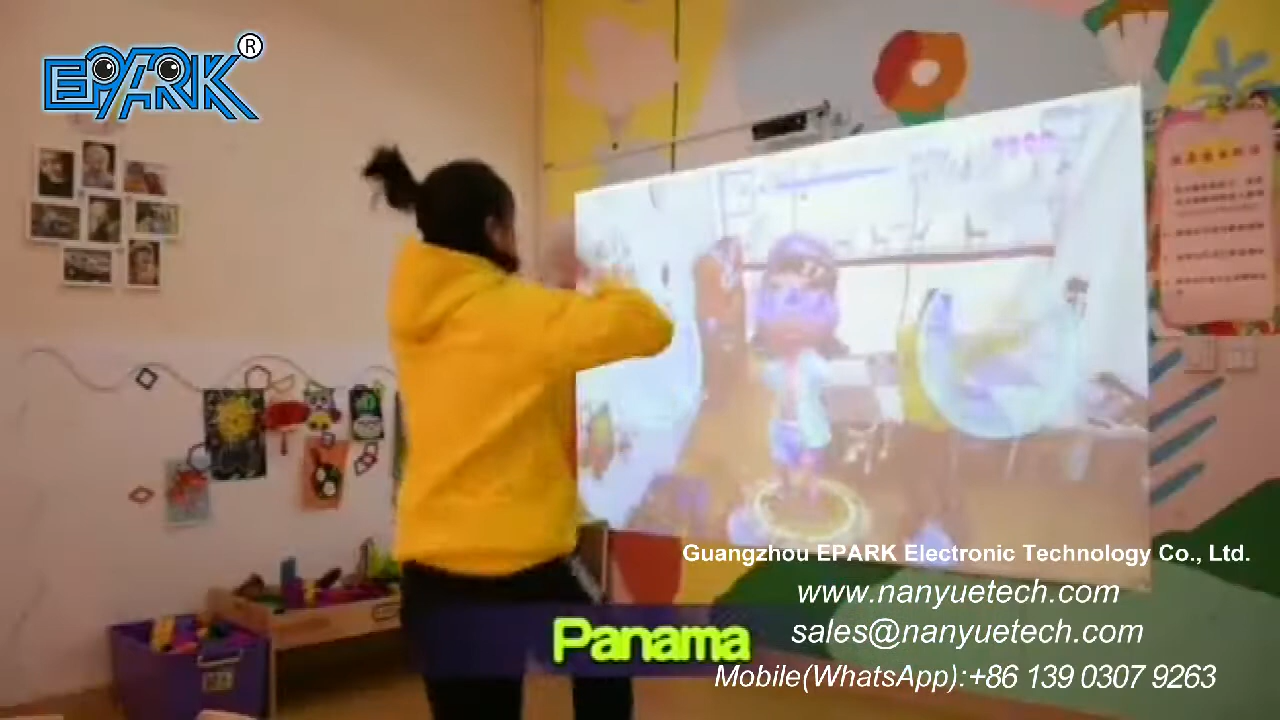 EPARK®
Guangzhou EPARK Electronic Technology Co., Ltd.
www.nanyuetech.com
sales@nanyuetech.com
Panama
Mobile(WhatsApp):+86 139 0307 9263